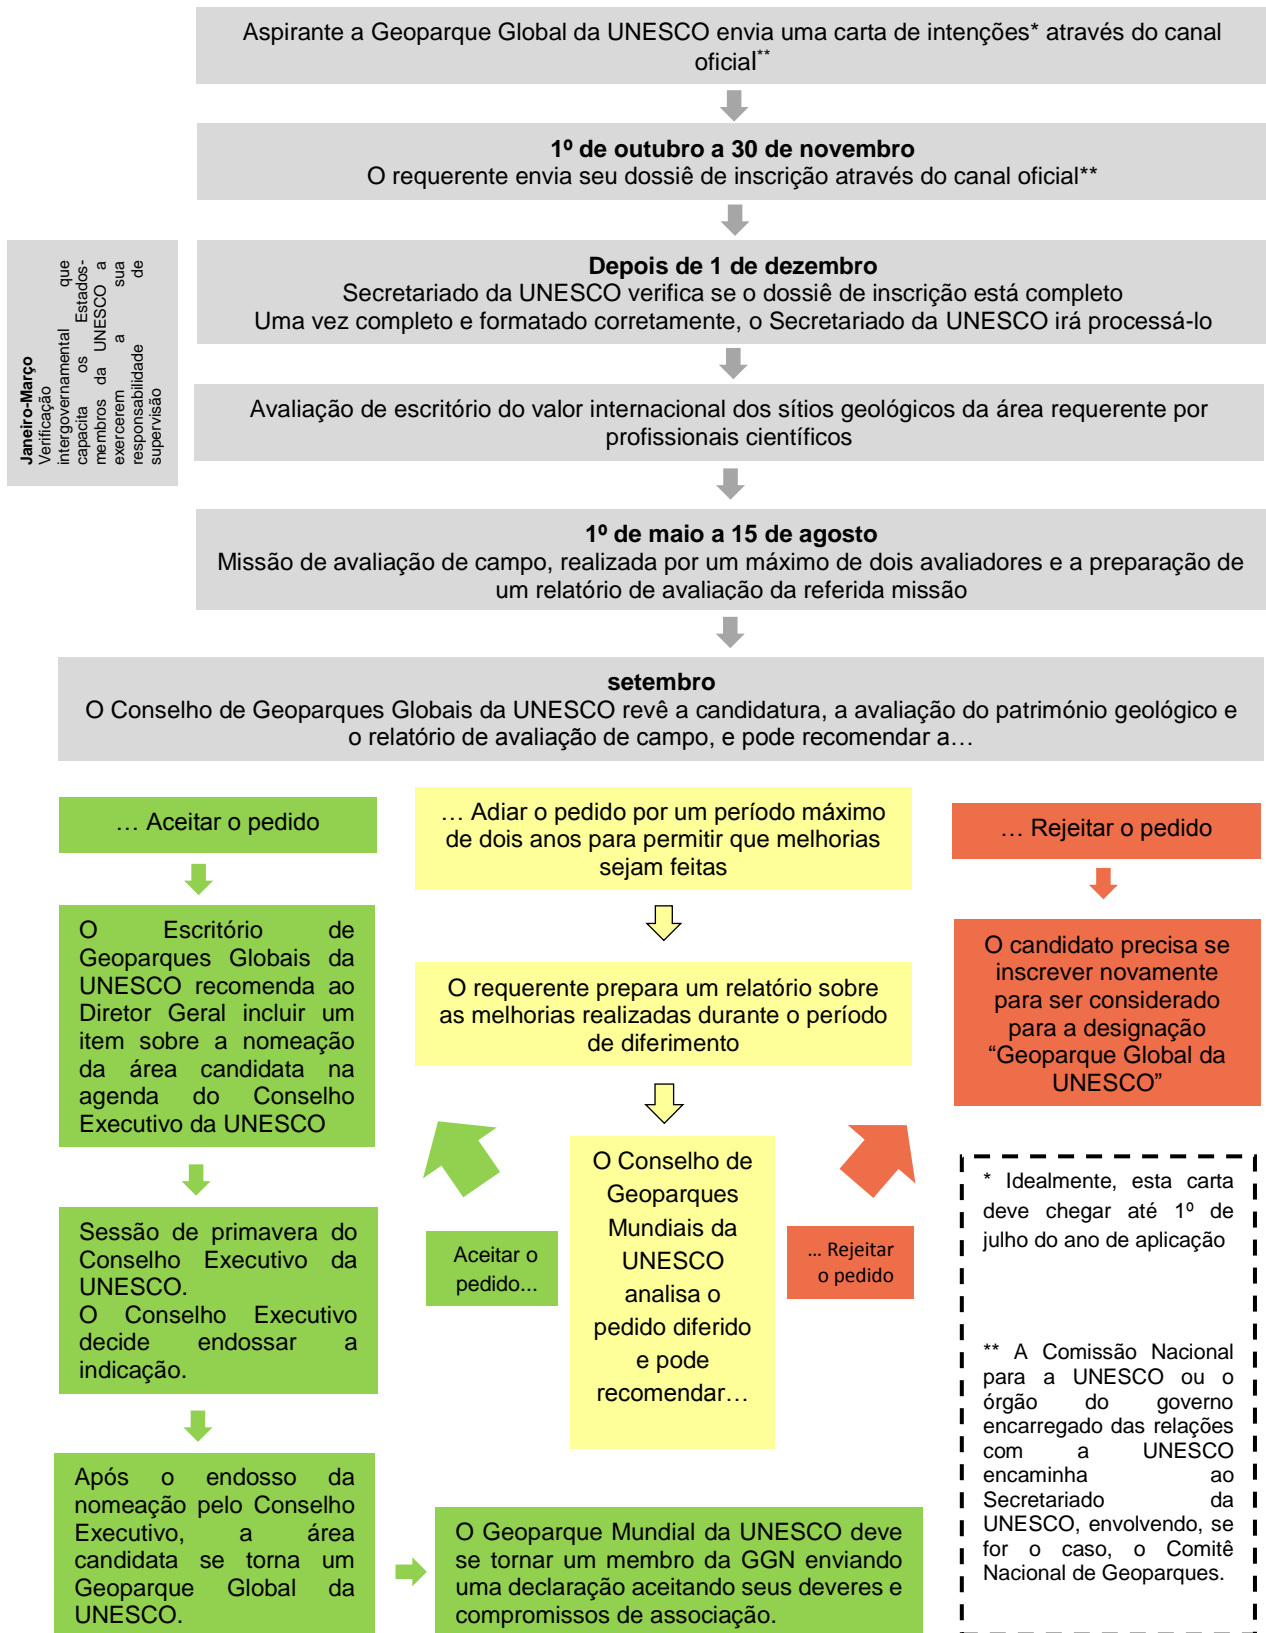 Aspirante a Geoparque Global da UNESCO envia uma carta de intenções* através do canal
oficial**
1º de outubro a 30 de novembro
O requerente envia seu dossiê de inscrição através do canal oficial**
Janeiro-Março
Verificação
intergovernamental que
capacita os Estados-
membros da UNESCO a
exercerem a sua
responsabilidade de
supervisão
Depois de 1 de dezembro
Secretariado da UNESCO verifica se o dossiê de inscrição está completo
Uma vez completo e formatado corretamente, o Secretariado da UNESCO irá processá-lo
Avaliação de escritório do valor internacional dos sítios geológicos da área requerente por
profissionais científicos
1º de maio a 15 de agosto
Missão de avaliação de campo, realizada por um máximo de dois avaliadores e a preparação de
um relatório de avaliação da referida missão
setembro
O Conselho de Geoparques Globais da UNESCO revê a candidatura, a avaliação do património geológico e
o relatório de avaliação de campo, e pode recomendar a…
… Aceitar o pedido
O Escritório de
Geoparques Globais da
UNESCO recomenda ao
Diretor Geral incluir um
item sobre a nomeação
da área candidata na
agenda do Conselho
Executivo da UNESCO
Sessão de primavera do
Conselho Executivo da
UNESCO.
O Conselho Executivo
decide endossar a
indicação.
Após o endosso da
nomeação pelo Conselho
Executivo, a área
candidata se torna um
Geoparque Global da
UNESCO.
O Geoparque Mundial da UNESCO deve
se tornar um membro da GGN enviando
uma declaração aceitando seus deveres e
compromissos de associação.
… Adiar o pedido por um período máximo
de dois anos para permitir que melhorias
sejam feitas
O requerente prepara um relatório sobre
as melhorias realizadas durante o período
de diferimento
O Conselho de
Geoparques
Mundiais da
UNESCO
analisa o
pedido diferido
e pode
recomendar…
Aceitar o
pedido...
... Rejeitar
o pedido
… Rejeitar o pedido
O candidato precisa se
inscrever novamente
para ser considerado
para a designação
“Geoparque Global da
UNESCO”
* Idealmente, esta carta
deve chegar até 1º de
julho do ano de aplicação
** A Comissão Nacional
para a UNESCO ou o
órgão do governo
encarregado das relações
com a UNESCO
encaminha ao
Secretariado da
UNESCO, envolvendo, se
for o caso, o Comitê
Nacional de Geoparques.